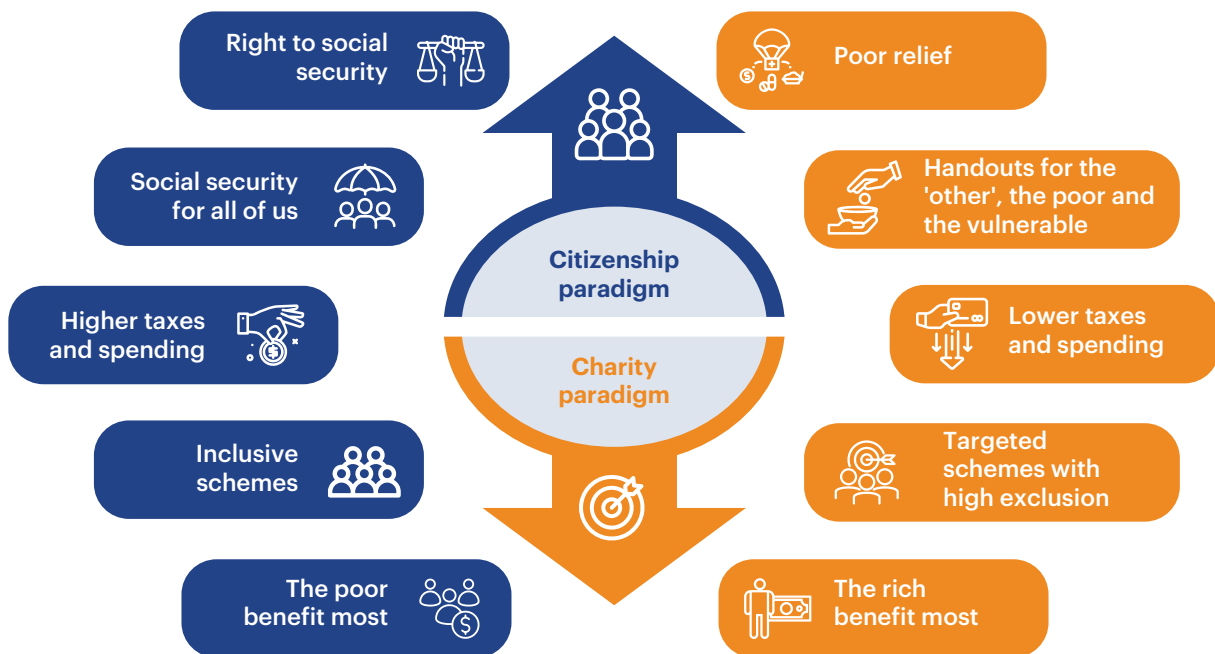 Right to social
security
Social security
for all of us
Higher taxes
and spending
Inclusive
schemes
The poor
benefit most
Citizenship
paradigm
Charity
paradigm
Poor relief
Handouts for the
'other', the poor and
the vulnerable
Lower taxes
and spending
Targeted
schemes with
high exclusion
The rich
benefit most